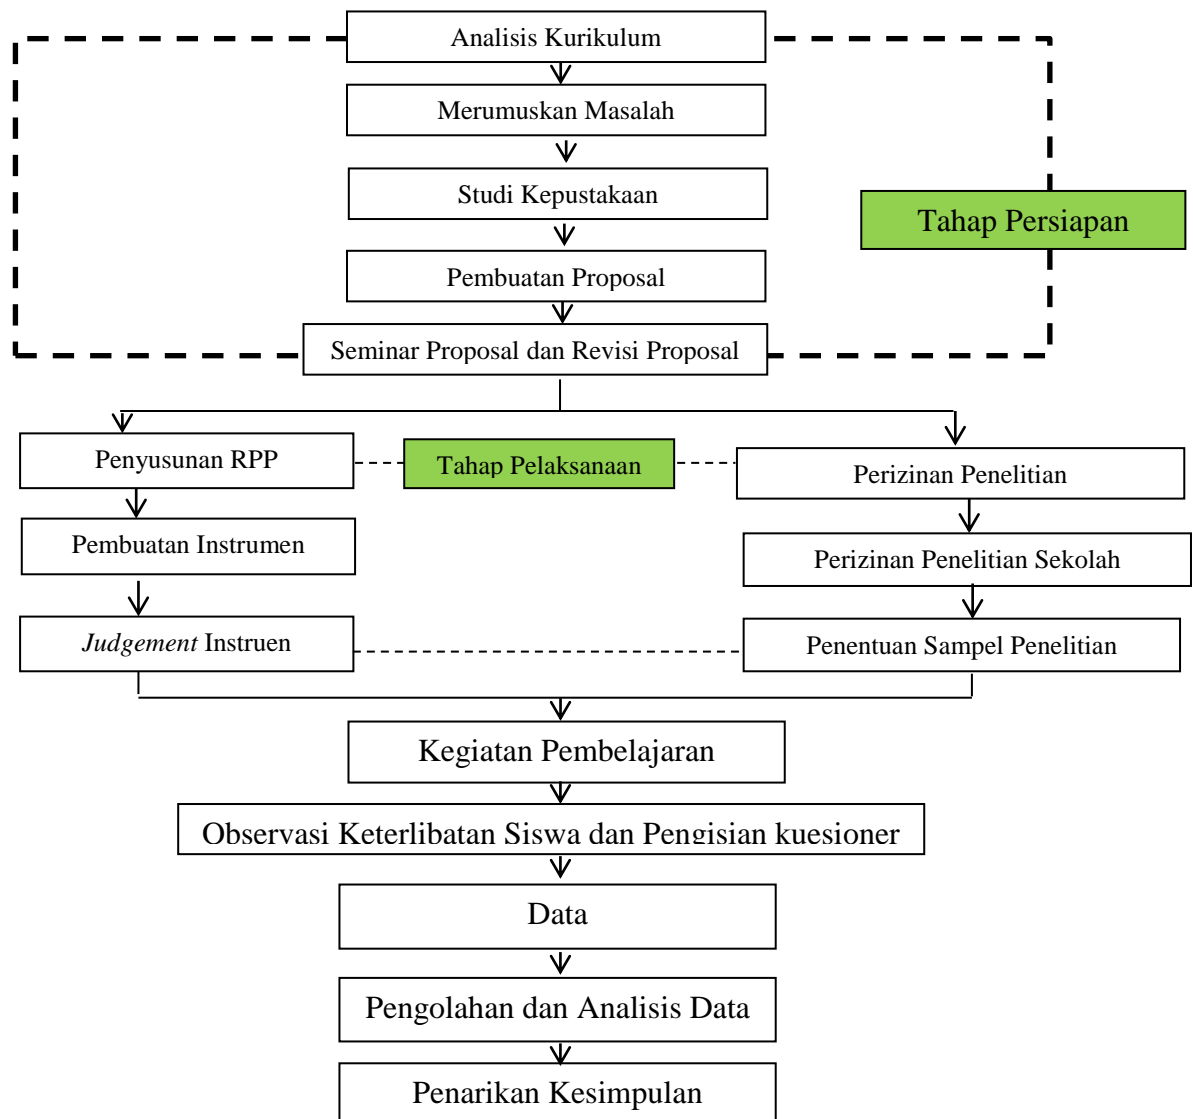 Analisis Kurikulum
Merumuskan Masalah
Studi Kepustakaan
Tahap Persiapan
Pembuatan Proposal
Seminar Proposal dan Revisi Proposal
Penyusunan RPP
Tahap Pelaksanaan
Perizinan Penelitian
Pembuatan Instrumen
Perizinan Penelitian Sekolah
Judgement Instruen
Penentuan Sampel Penelitian
Kegiatan Pembelajaran
Observasi Keterlibatan Siswa dan Pengisian kuesioner
Data
Pengolahan dan Analisis Data
Penarikan Kesimpulan